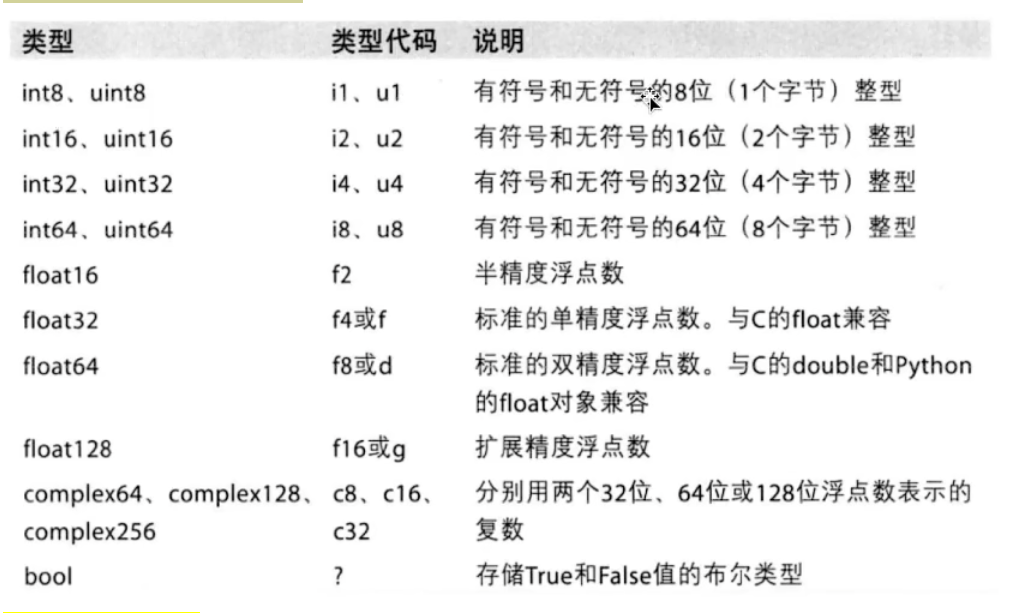 类型 类型代码 说明
int8、uint8 i1、u1 有符号和无符号的8位（1个字节）整型
int16、uint16 i2、u2 有符号和无符号的16位（2个字节）整型
int32、uint32 i4、u4 有符号和无符号的32位（4个字节）整型
int64、uint64 i8、u8 有符号和无符号的64位（8个字节）整型
float16 f2 半精度浮点数
float32 f4或f 标准的单精度浮点数。与C的float兼容
float64 f8或d 标准的双精度浮点数。与C的double和Python
的float对象兼容
float128 f16或g 扩展精度浮点数
complex64、complex128、 c8、c16、 分别用两个32位、64位或128位浮点数表示的
complex256 c32 复数
bool ? 存储True和False值的布尔类型